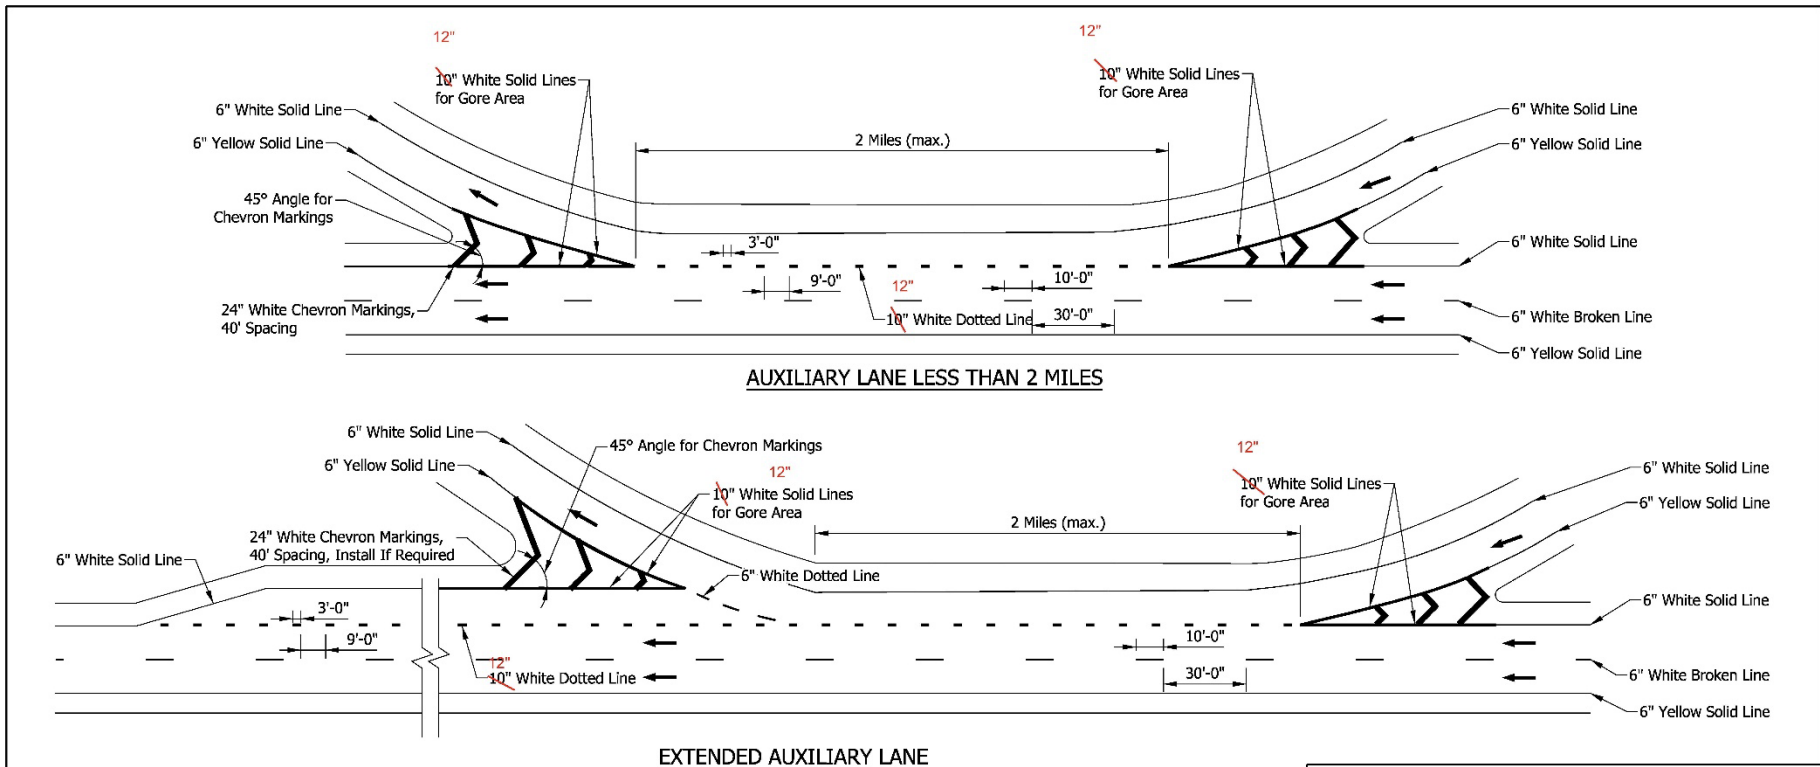 12"
10" White Solid Lines
for Gore Area
6" White Solid Line
6" Yellow Solid Line
45° Angle for
Chevron Markings
24" White Chevron Markings,
40' Spacing
2 Miles (max.)
3'-0"
9'-0"
12"
10" White Dotted Line
10'-0"
30'-0"
12"
10" White Solid Lines
for Gore Area
6" White Solid Line
6" Yellow Solid Line
6" White Solid Line
6" White Broken Line
6" Yellow Solid Line
AUXILIARY LANE LESS THAN 2 MILES
6" White Solid Line
6" Yellow Solid Line
45° Angle for Chevron Markings
12"
10" White Solid Lines
for Gore Area
24" White Chevron Markings,
40' Spacing, Install If Required
6" White Solid Line
3'-0"
9'-0"
6" White Dotted Line
12"
10" White Dotted Line
2 Miles (max.)
10'-0"
30'-0"
12"
10" White Solid Lines
for Gore Area
6" White Solid Line
6" Yellow Solid Line
6" White Solid Line
6" White Broken Line
6" Yellow Solid Line
EXTENDED AUXILIARY LANE